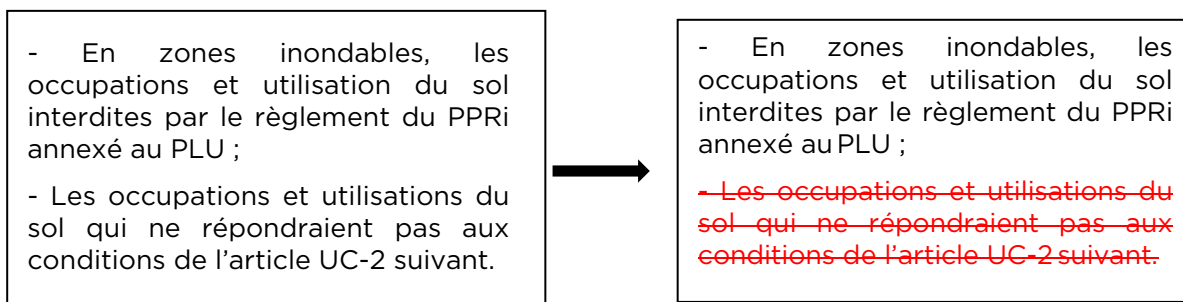 - En zones inondables, les
occupations et utilisation du sol
interdites par le règlement du PPRi
annexé au PLU ;
- Les occupations et utilisations du
sol qui ne répondraient pas aux
conditions de l'article UC-2 suivant.
- En zones inondables, les
occupations et utilisation du sol
interdites par le règlement du PPRi
annexé au PLU ;
- Les occupations et utilisations du
sol qui ne répondraient pas aux
conditions de l'article UC-2 suivant.